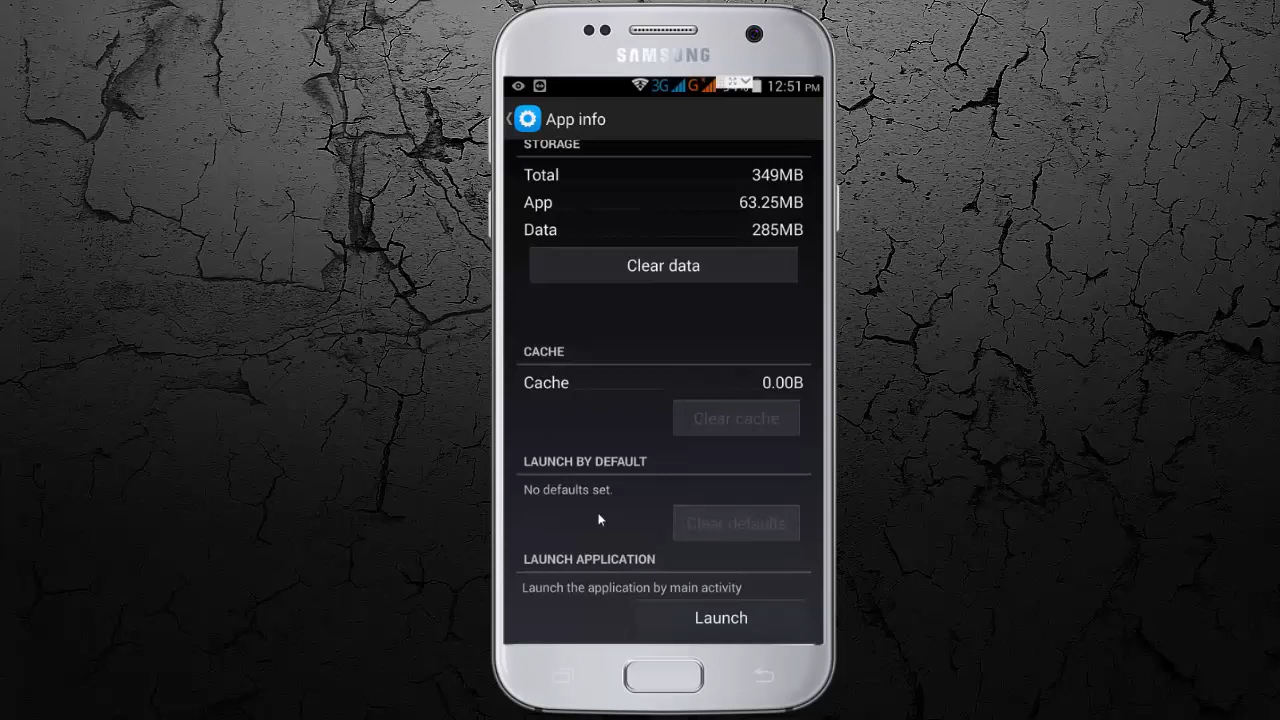 SAMSUNG
3G G 12:51 PM
App info
STORAGE
Total 349MB
App 63.25MB
Data 285MB
Clear data
CACHE
Cache 0.00B
Clear cache
LAUNCH BY DEFAULT
No defaults set.
Clear defaults
LAUNCH APPLICATION
Launch the application by main activity
Launch